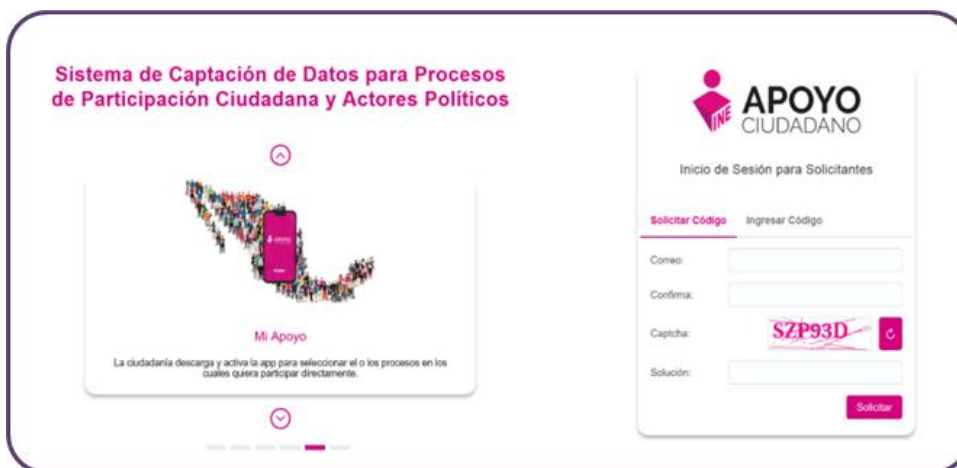 Sistema de Captación de Datos para Procesos
de Participación Ciudadana y Actores Políticos
Mi Apoyo
La ciudadanía descarga y activa la app para seleccionar el o los procesos en los
cuales quiera participar directamente.
INE
APOYO
CIUDADANO
Inicio de Sesión para Solicitantes
Solicitar Código Ingresar Código
Correo:
Confirma:
Captcha: SZP93D
Solución:
Solicitar